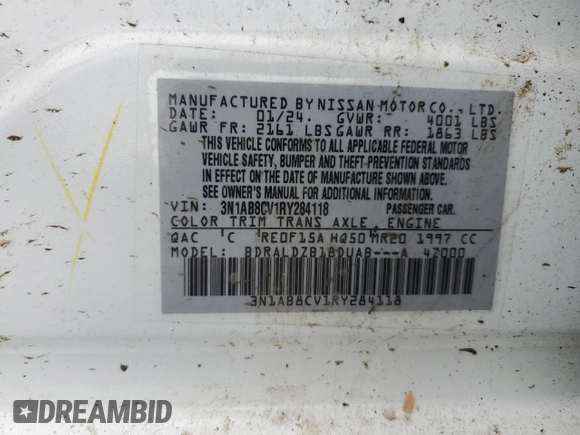 MANUFACTURED BY NISSAN MOTOR CO., LTD.
DATE: 01/24. GVWR: 4001 LBS
GAWR FR: 2161 LBS GAWR RR: 1863 LBS
THIS VEHICLE CONFORMS TO ALL APPLICABLE FEDERAL MOTOR
VEHICLE SAFETY, BUMPER AND THEFT PREVENTION STANDARDS
IN EFFECT ON THE DATE OF MANUFACTURE SHOWN ABOVE.
SEE OWNER'S MANUAL FOR ADDITIONAL INFORMATION.
VIN: 3N1AB8CV1RY284118 PASSENGER CAR.
COLOR TRIM TRANS AXLE, ENGINE
QAC C RE0F15A HQ50 MR20 1997 CC
MODEL: BDRALDZB18DUAB---A 47000
3N1AB8CV1RY284118
DREAMBID